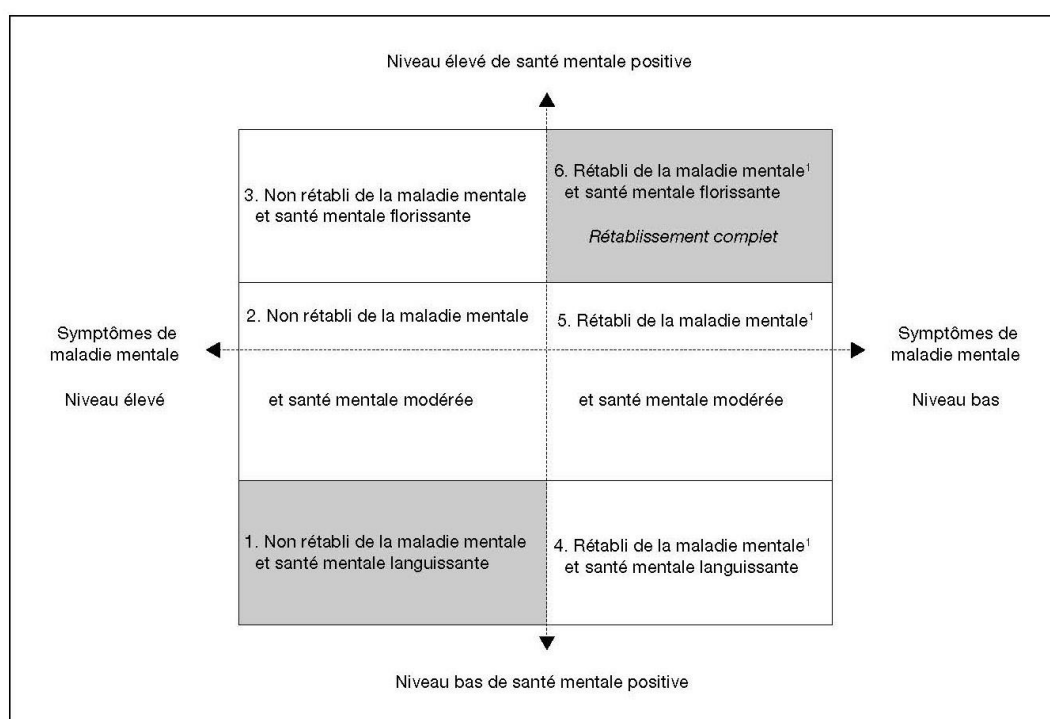 Niveau élevé de santé mentale positive
3. Non rétabli de la maladie mentale
et santé mentale florissante
6. Rétabli de la maladie mentale¹
et santé mentale florissante
Rétablissement complet
2. Non rétabli de la maladie mentale
5. Rétabli de la maladie mentale¹
Symptômes de
maladie mentale
Niveau élevé
et santé mentale modérée
et santé mentale modérée
Symptômes de
maladie mentale
Niveau bas
1. Non rétabli de la maladie mentale
et santé mentale languissante
4. Rétabli de la maladie mentale¹
et santé mentale languissante
Niveau bas de santé mentale positive